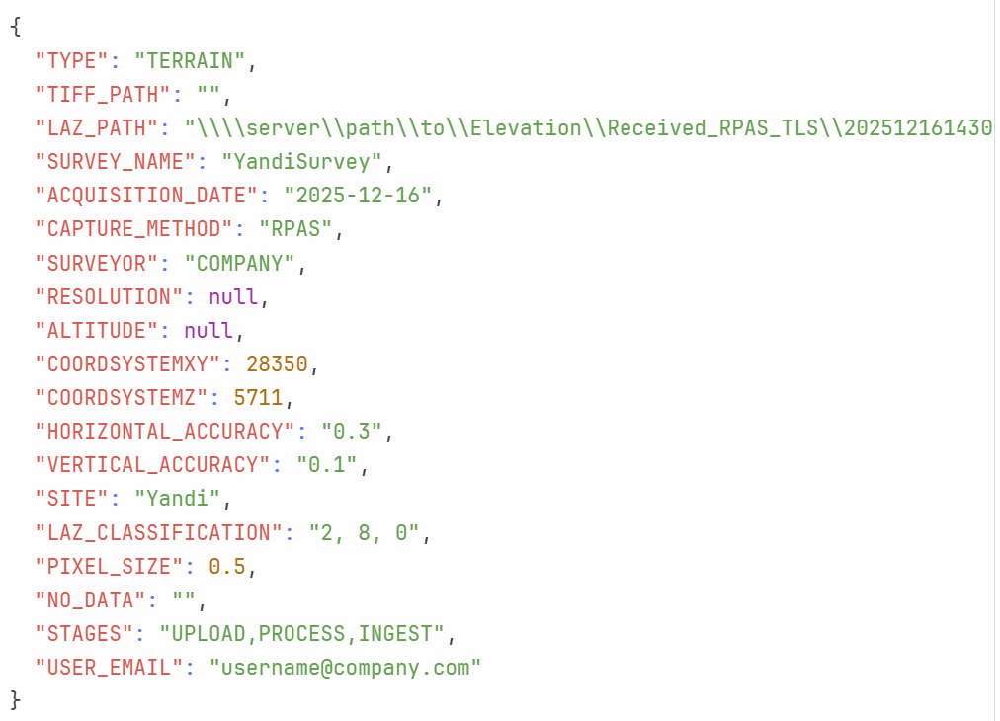 {
"TYPE": "TERRAIN",
"TIFF_PATH": "",
"LAZ_PATH": "\\\\server\\path\\to\\Elevation\\Received_RPAS_TLS\\202512161430
"SURVEY_NAME": "YandiSurvey",
"ACQUISITION_DATE": "2025-12-16",
"CAPTURE_METHOD": "RPAS",
"SURVEYOR": "COMPANY",
"RESOLUTION": null,
"ALTITUDE": null,
"COORDSYSTEMXY": 28350,
"COORDSYSTEMZ": 5711,
"HORIZONTAL_ACCURACY": "0.3",
"VERTICAL_ACCURACY": "0.1",
"SITE": "Yandi",
"LAZ_CLASSIFICATION": "2, 8, 0",
"PIXEL_SIZE": 0.5,
"NO_DATA": "",
"STAGES": "UPLOAD,PROCESS,INGEST",
"USER_EMAIL": "username@company.com"
}